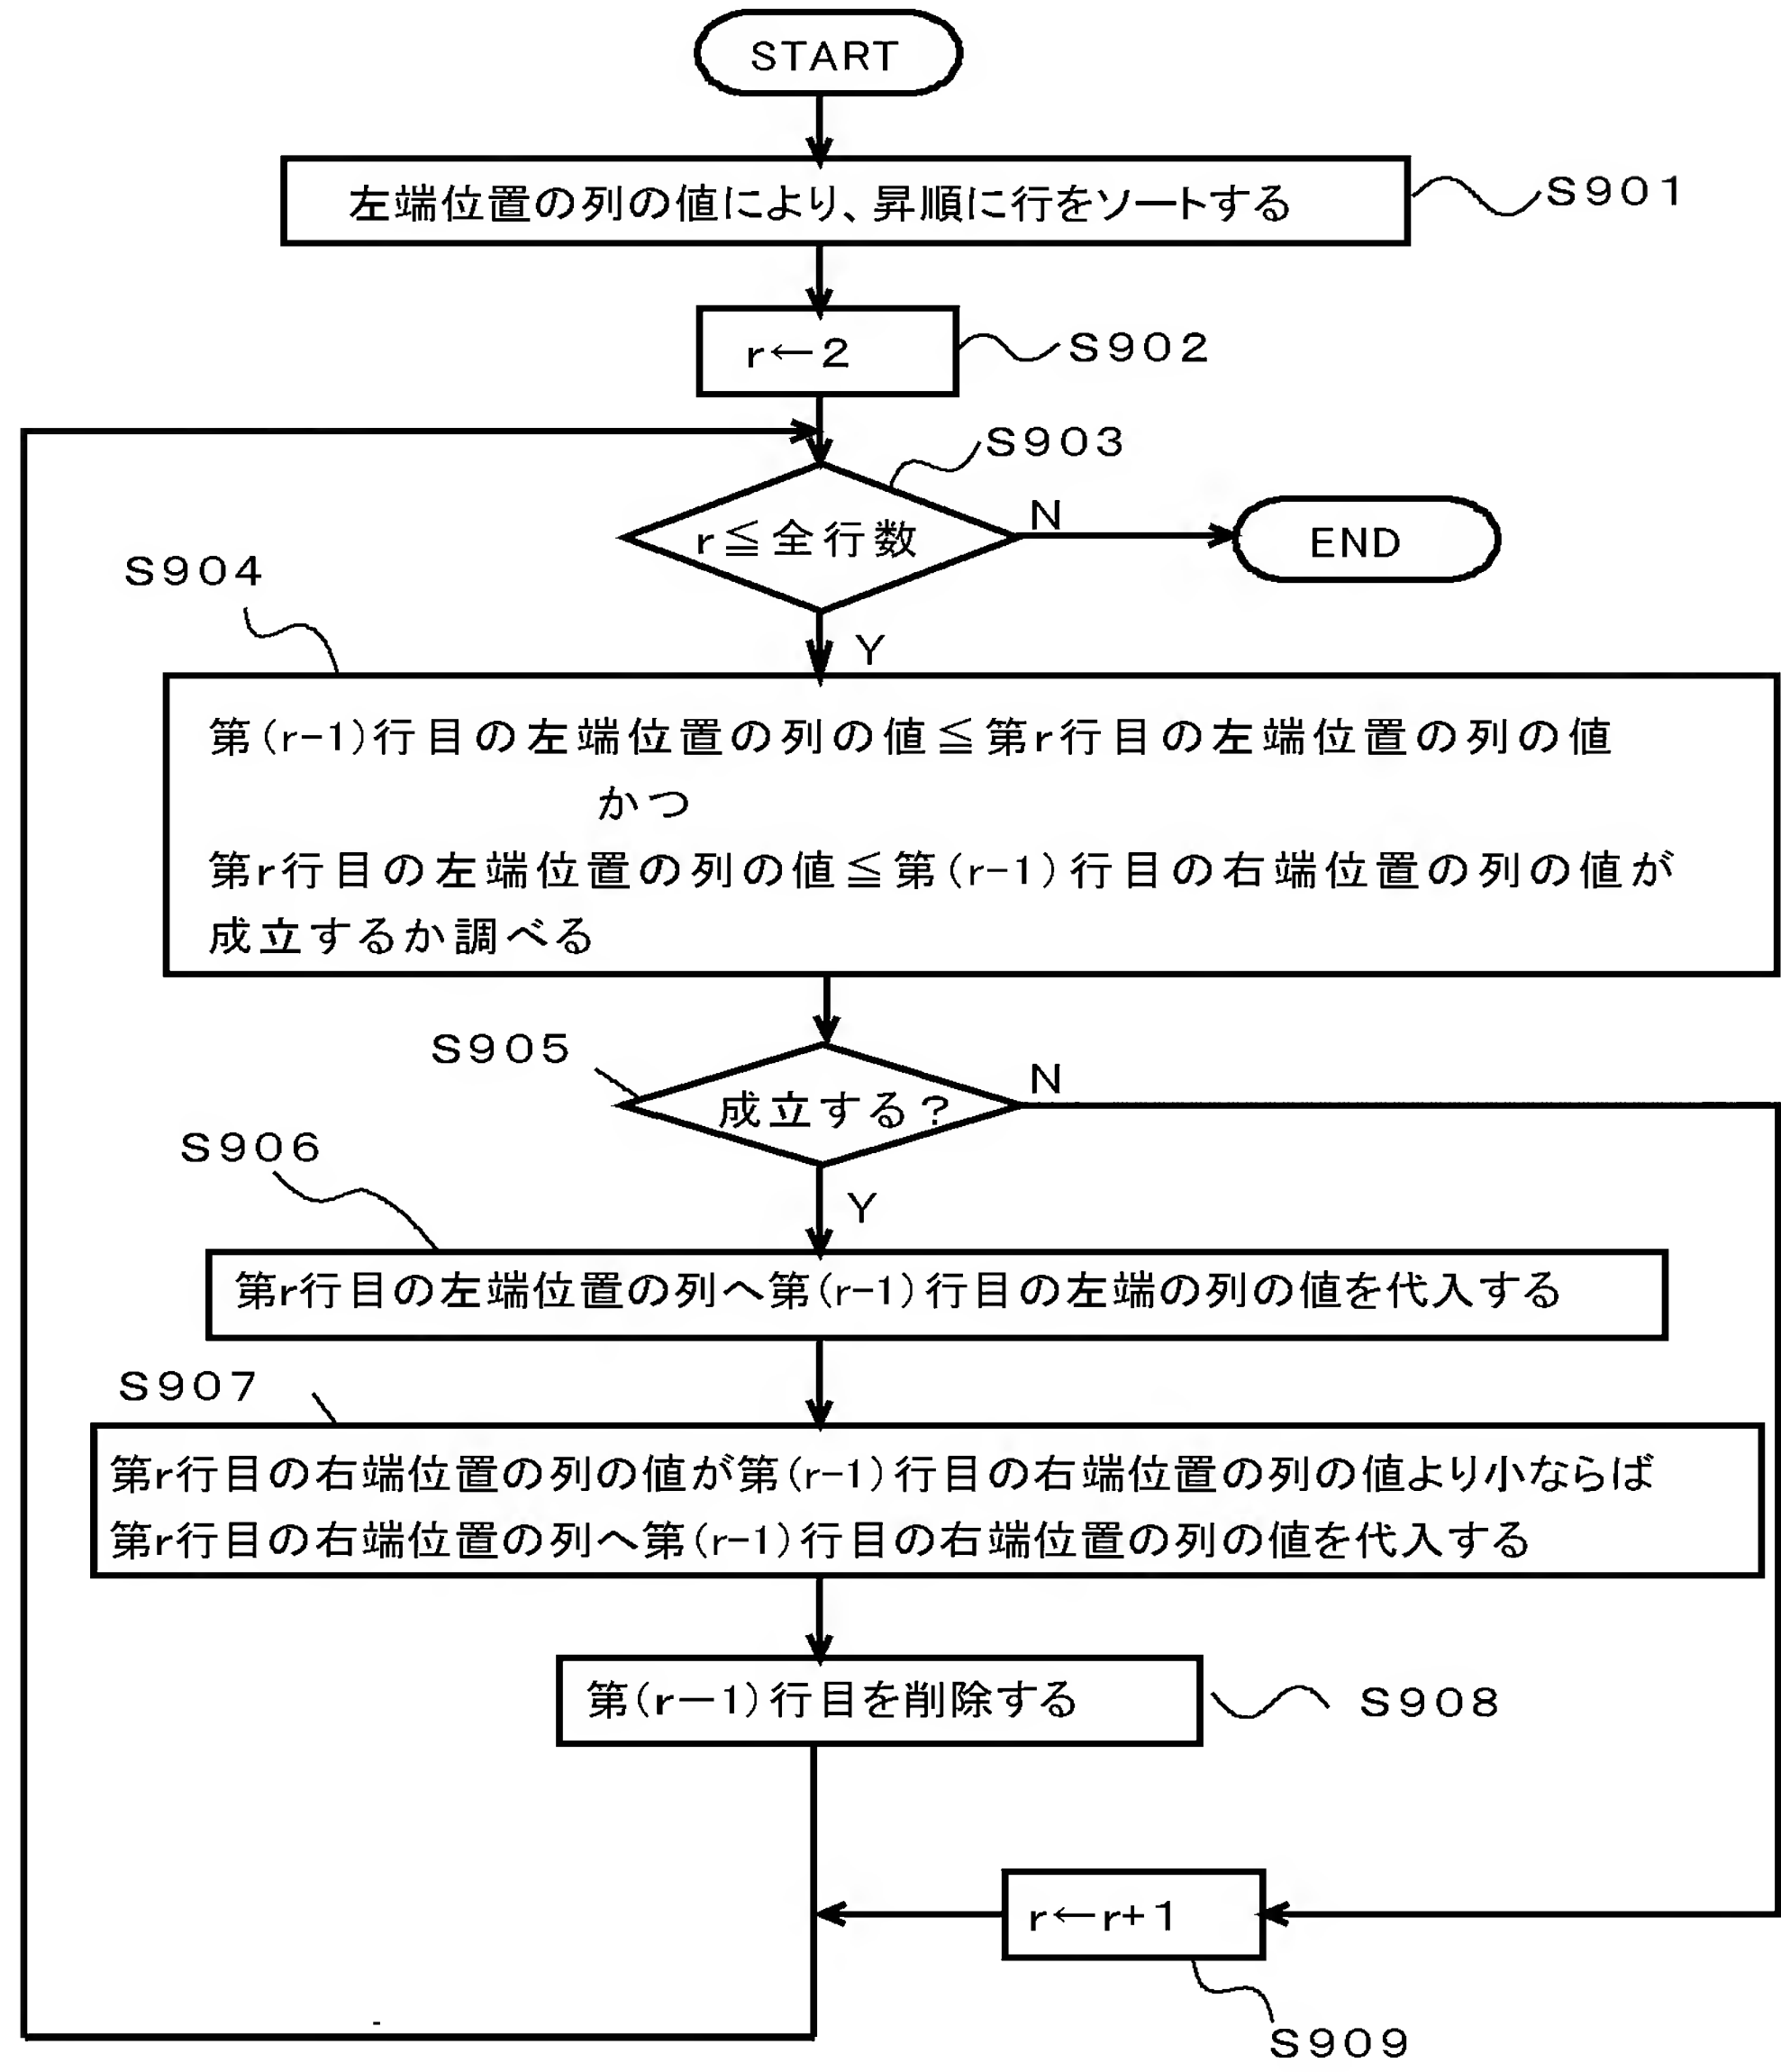 START
左端位置の列の値により、昇順に行をソートする
S901
r←2
S902
S903
r≦全行数
N
END
S904
Y
第(r-1)行目の左端位置の列の値≦第r行目の左端位置の列の値
かつ
第r行目の左端位置の列の値≦第(r-1)行目の右端位置の列の値が
成立するか調べる
S905
成立する?
N
S906
Y
第r行目の左端位置の列へ第(r-1)行目の左端の列の値を代入する
S907
第r行目の右端位置の列の値が第(r-1)行目の右端位置の列の値より小ならば
第r行目の右端位置の列へ第(r-1)行目の右端位置の列の値を代入する
第(r-1)行目を削除する
S908
r←r+1
S909